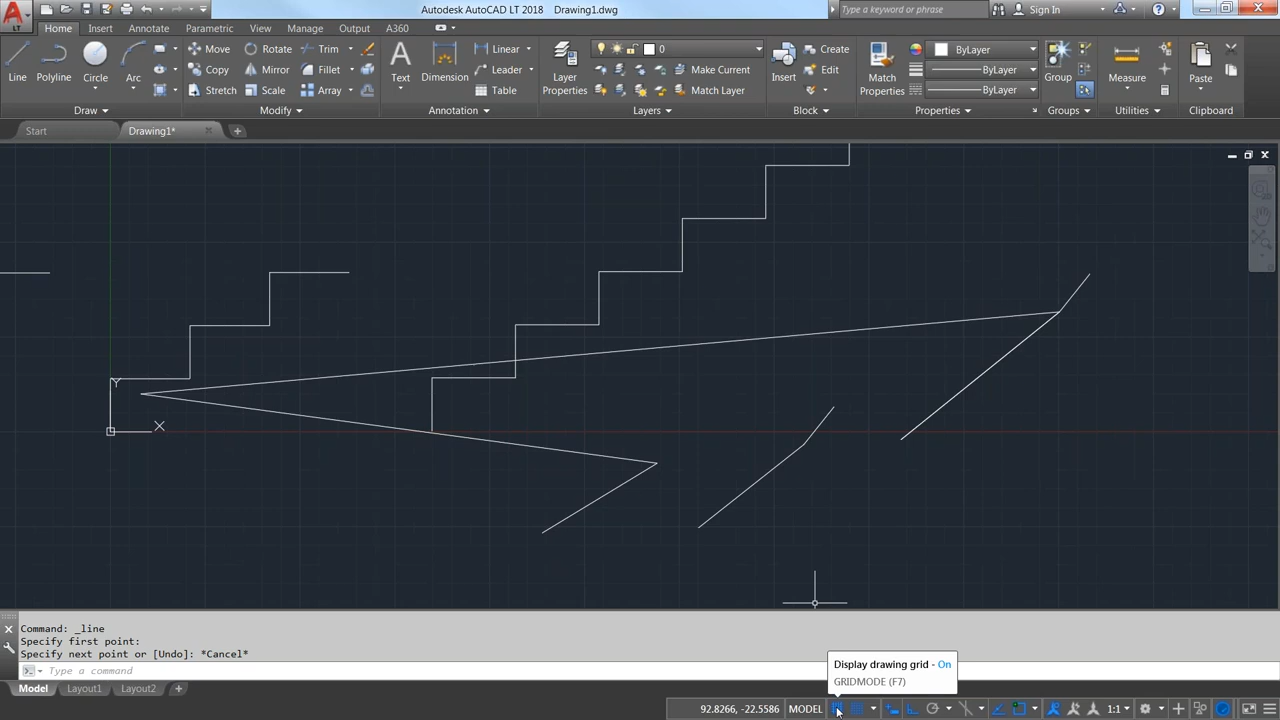 Autodesk AutoCAD LT 2018 Drawing1.dwg
Type a keyword or phrase
Sign In
LT
Home Insert Annotate Parametric View Manage Output A360
Line Polyline Circle Arc
Move Rotate Trim
Copy Mirror Fillet
Stretch Scale Array
Text Dimension
Linear
Leader
Table
Layer
Properties
0
Make Current
Match Layer
Insert
Create
Edit
Match
Properties
ByLayer
ByLayer
ByLayer
Group
Measure
Paste
Draw Modify Annotation Layers Block Properties Groups Utilities Clipboard
Start Drawing1*
Y
X
Command: _line
Specify first point:
Specify next point or [Undo]: *Cancel*
Type a command
Display drawing grid - On
GRIDMODE (F7)
Model Layout1 Layout2
92.8266, -22.5586 MODEL 1:1